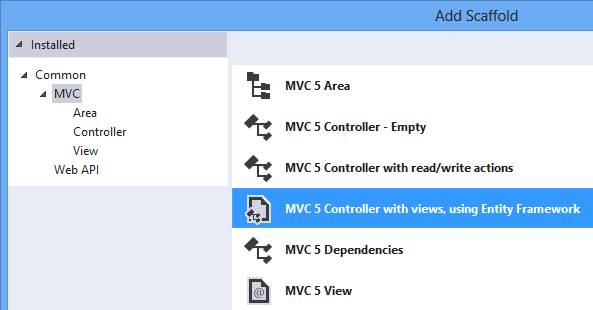 Add Scaffold
Installed
Common
MVC
Area
Controller
View
Web API
MVC 5 Area
MVC 5 Controller - Empty
MVC 5 Controller with read/write actions
MVC 5 Controller with views, using Entity Framework
MVC 5 Dependencies
MVC 5 View